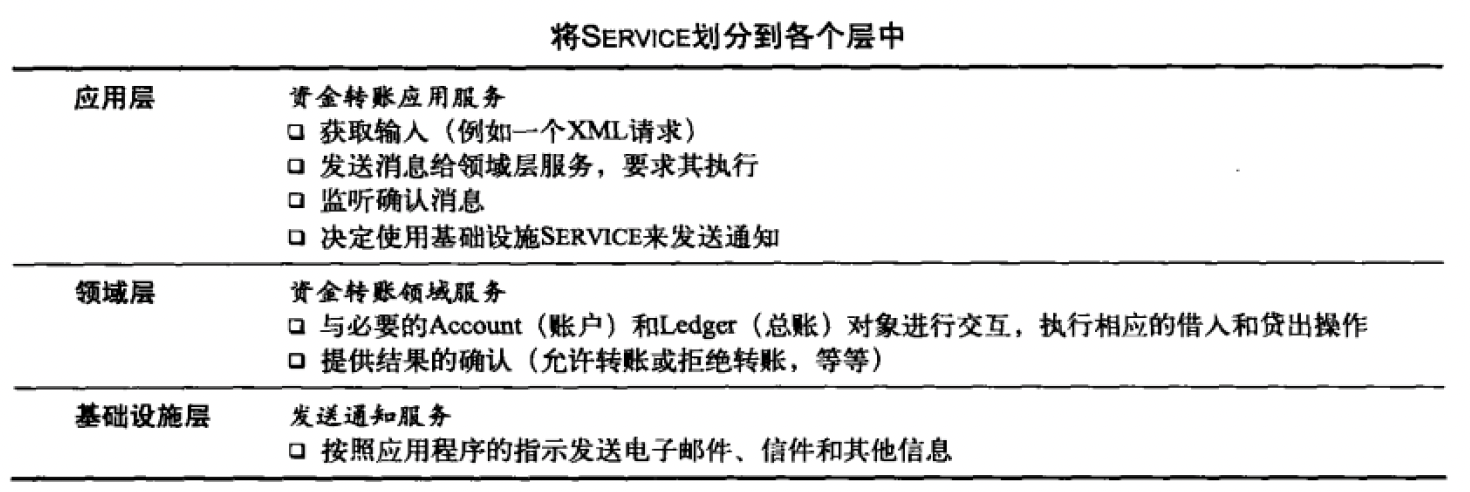 将SERVICE划分到各个层中
应用层 资金转账应用服务
❑ 获取输入（例如一个XML请求）
❑ 发送消息给领域层服务，要求其执行
❑ 监听确认消息
❑ 决定使用基础设施SERVICE来发送通知
领域层 资金转账领域服务
❑ 与必要的Account（账户）和Ledger（总账）对象进行交互，执行相应的借入和贷出操作
❑ 提供结果的确认（允许转账或拒绝转账，等等）
基础设施层 发送通知服务
❑ 按照应用程序的指示发送电子邮件、信件和其他信息